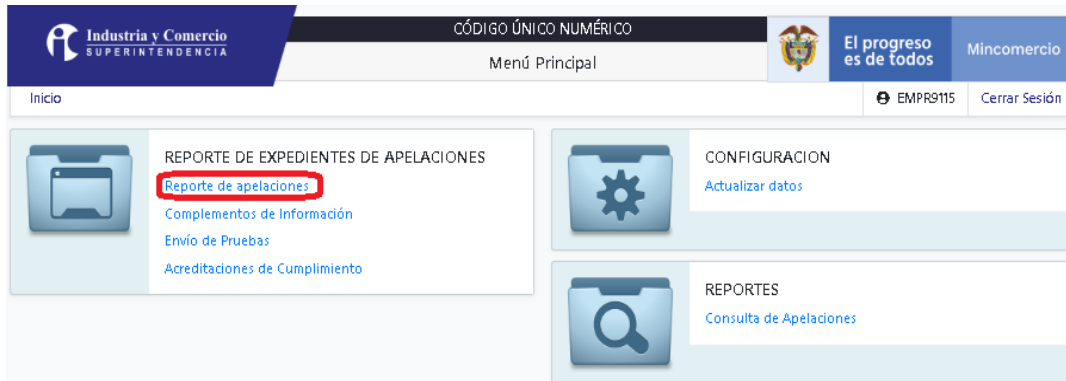 Industria y Comercio
SUPERINTENDENCIA
CÓDIGO ÚNICO NUMÉRICO
Menú Principal
El progreso
es de todos
Mincomercio
Inicio
EMPR9115
Cerrar Sesión
REPORTE DE EXPEDIENTES DE APELACIONES
Reporte de apelaciones
Complementos de Información
Envío de Pruebas
Acreditaciones de Cumplimiento
CONFIGURACION
Actualizar datos
REPORTES
Consulta de Apelaciones